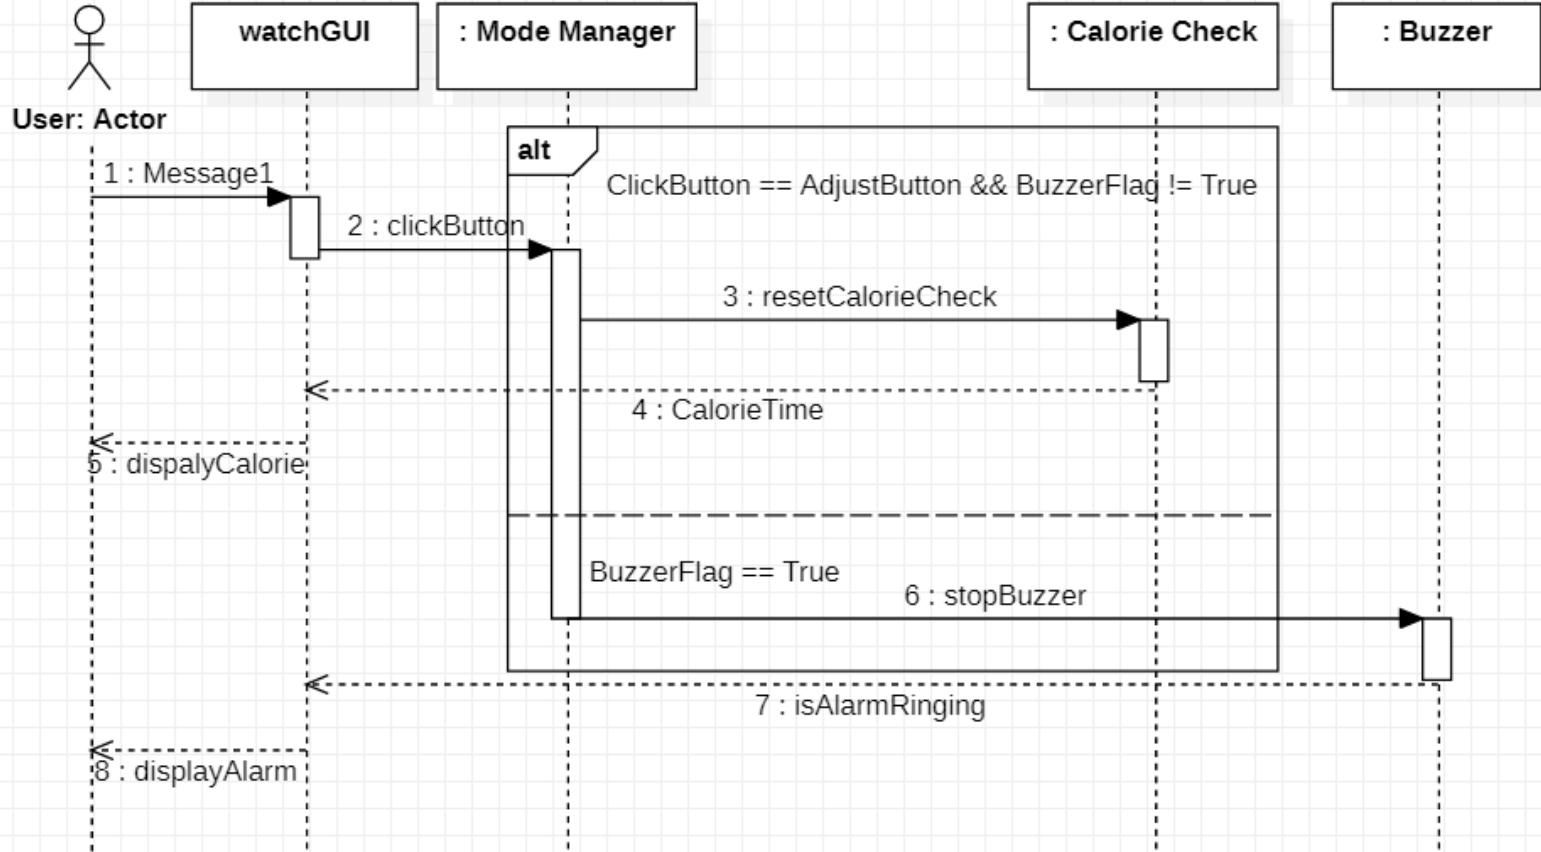 watchGUI
: Mode Manager
: Calorie Check
: Buzzer
User: Actor
alt
1 : Message1
ClickButton == AdjustButton && BuzzerFlag != True
2 : clickButton
3 : resetCalorieCheck
4 : CalorieTime
5 : dispalyCalorie
BuzzerFlag == True
6 : stopBuzzer
7 : isAlarmRinging
8 : displayAlarm